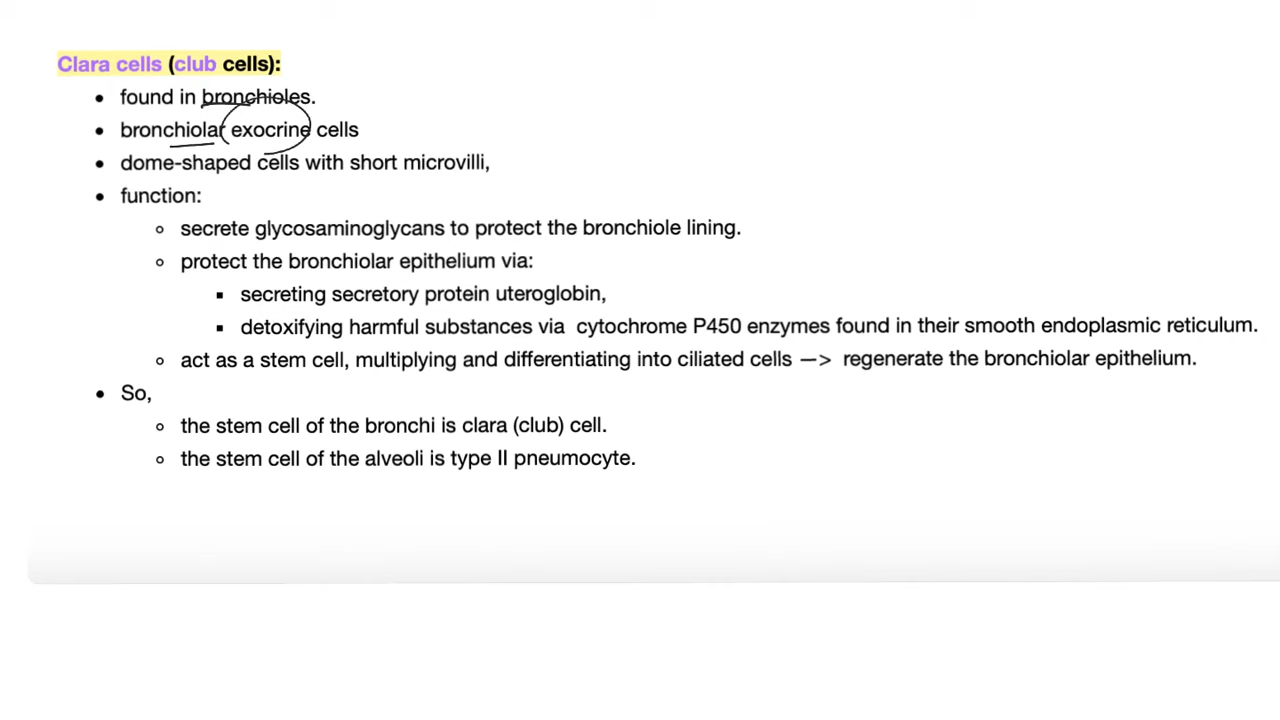 Clara cells (club cells):
• found in bronchioles.
• bronchiolar exocrine cells
• dome-shaped cells with short microvilli,
• function:
◦ secrete glycosaminoglycans to protect the bronchiole lining.
◦ protect the bronchiolar epithelium via:
▪ secreting secretory protein uteroglobin,
▪ detoxifying harmful substances via cytochrome P450 enzymes found in their smooth endoplasmic reticulum.
◦ act as a stem cell, multiplying and differentiating into ciliated cells —> regenerate the bronchiolar epithelium.
• So,
◦ the stem cell of the bronchi is clara (club) cell.
◦ the stem cell of the alveoli is type II pneumocyte.